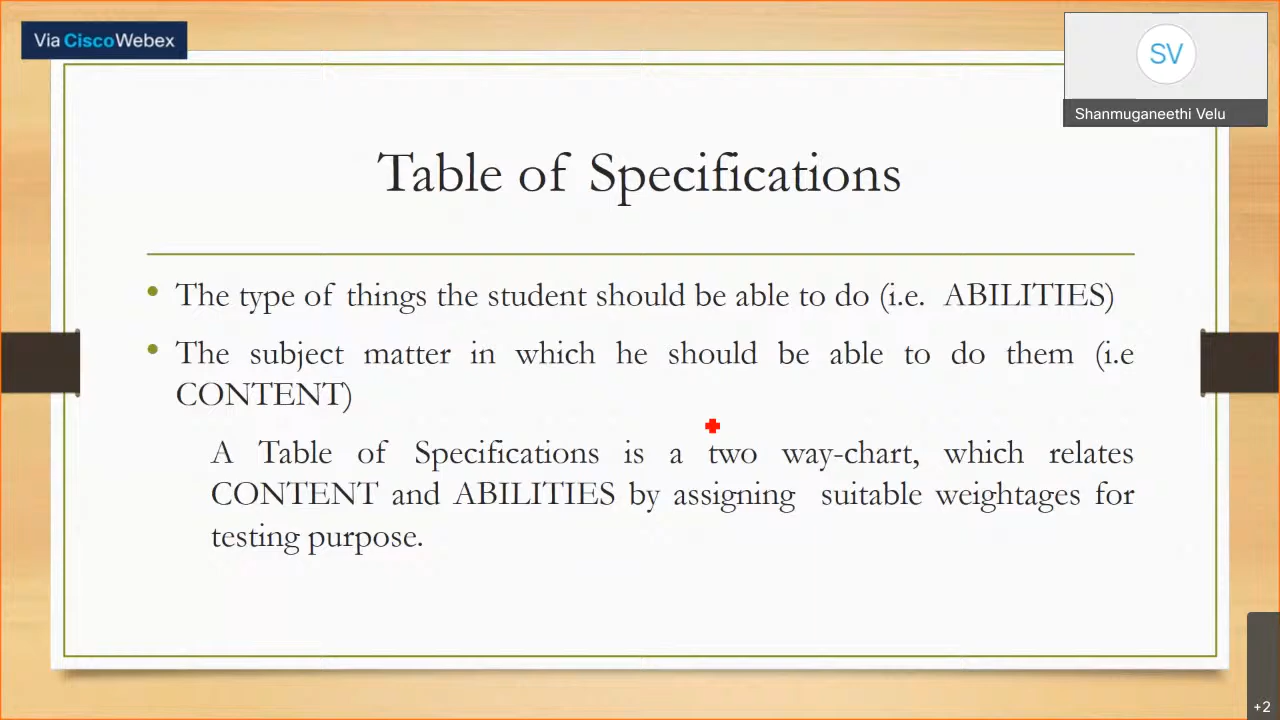 Via CiscoWebex
SV
Shanmuganeethi Velu
Table of Specifications
• The type of things the student should be able to do (i.e. ABILITIES)
• The subject matter in which he should be able to do them (i.e
CONTENT)
A Table of Specifications is a two way-chart, which relates
CONTENT and ABILITIES by assigning suitable weightages for
testing purpose.
+2